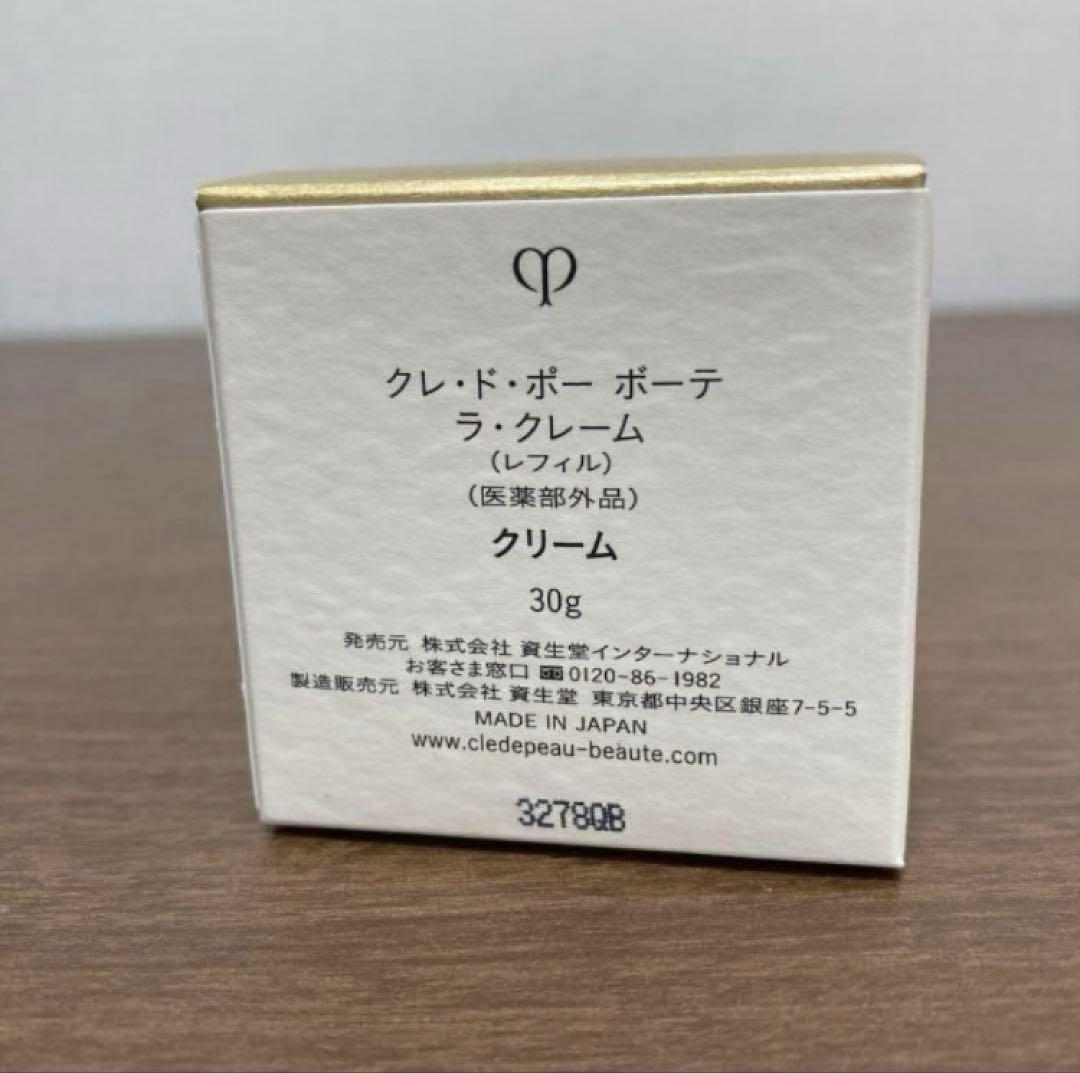 クレ・ド・ポー ボーテ
ラ・クレーム
（レフィル）
（医薬部外品）
クリーム
30g
発売元 株式会社 資生堂インターナショナル
お客さま窓口 0120-86-1982
製造販売元 株式会社 資生堂 東京都中央区銀座7-5-5
MADE IN JAPAN
www.cledepeau-beaute.com
3278QB